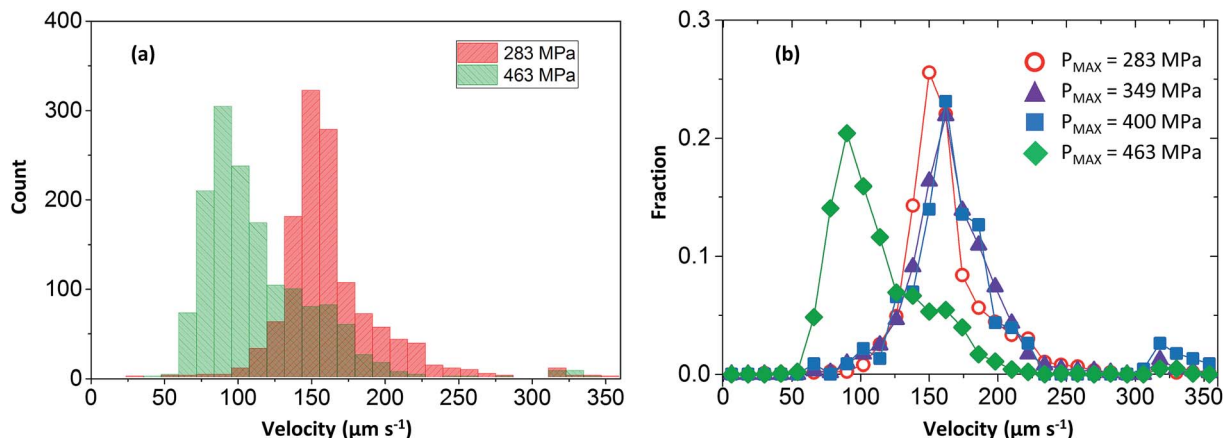 400
300
200
100
0
Count
(a)
283 MPa
463 MPa
0
50
100
150
200
250
300
350
Velocity (µm s⁻¹)
0.3
0.2
0.1
0.0
Fraction
(b)
P_MAX = 283 MPa
P_MAX = 349 MPa
P_MAX = 400 MPa
P_MAX = 463 MPa
0
50
100
150
200
250
300
350
Velocity (µm s⁻¹)